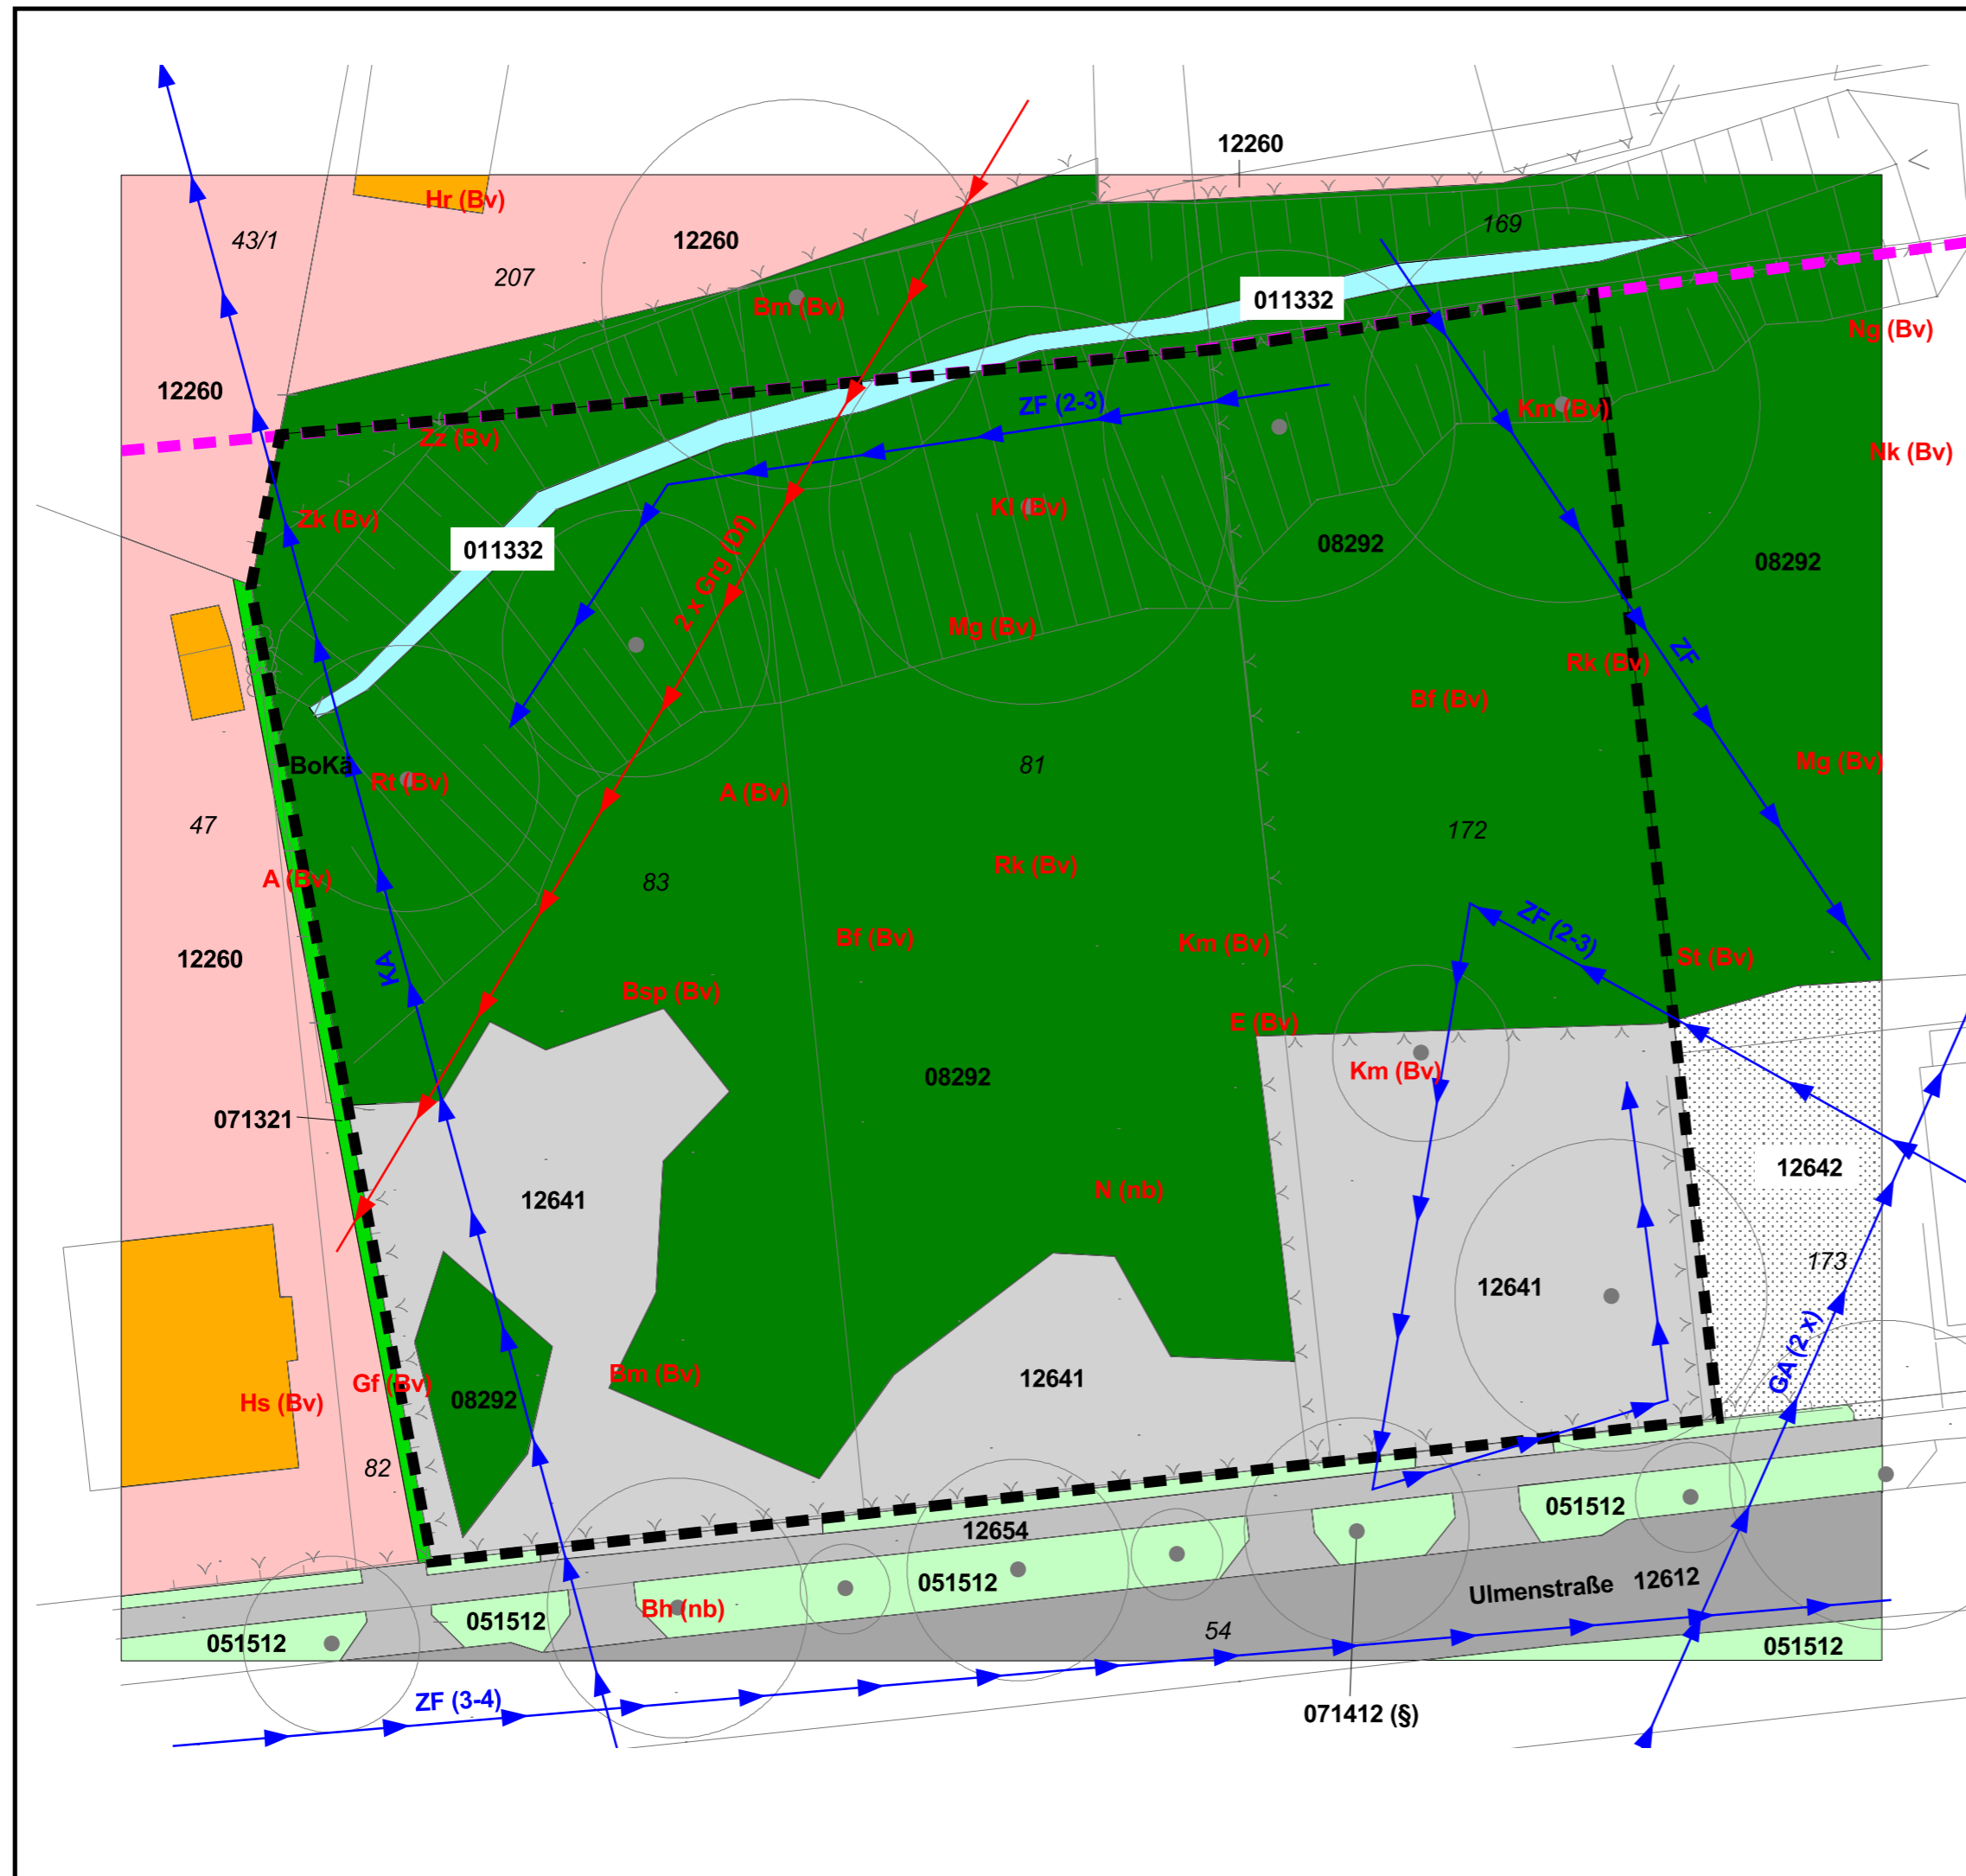 12260
Hr (Bv)
43/1
12260
169
207
011332
Bm (Bv)
Ng (Bv)
12260
ZF (2-3)
Km (Bv)
Zz (Bv)
Nk (Bv)
Zk (Bv)
Kl (Bv)
011332
08292
08292
2 x Grg (Df)
Mg (Bv)
ZF
Rk (Bv)
Bf (Bv)
BoKä
81
Mg (Bv)
Rt (Bv)
A (Bv)
47
172
A (Bv)
83
Rk (Bv)
ZF (2-3)
Bf (Bv)
Km (Bv)
12260
KA
St (Bv)
Bsp (Bv)
E (Bv)
08292
Km (Bv)
071321
12642
12641
N (nb)
173
12641
GA (2 x)
Bm (Bv)
12641
Gf (Bv)
08292
Hs (Bv)
82
051512
12654
Ulmenstraße 12612
051512
Bh (nb)
051512
54
051512
051512
ZF (3-4)
071412 (§)